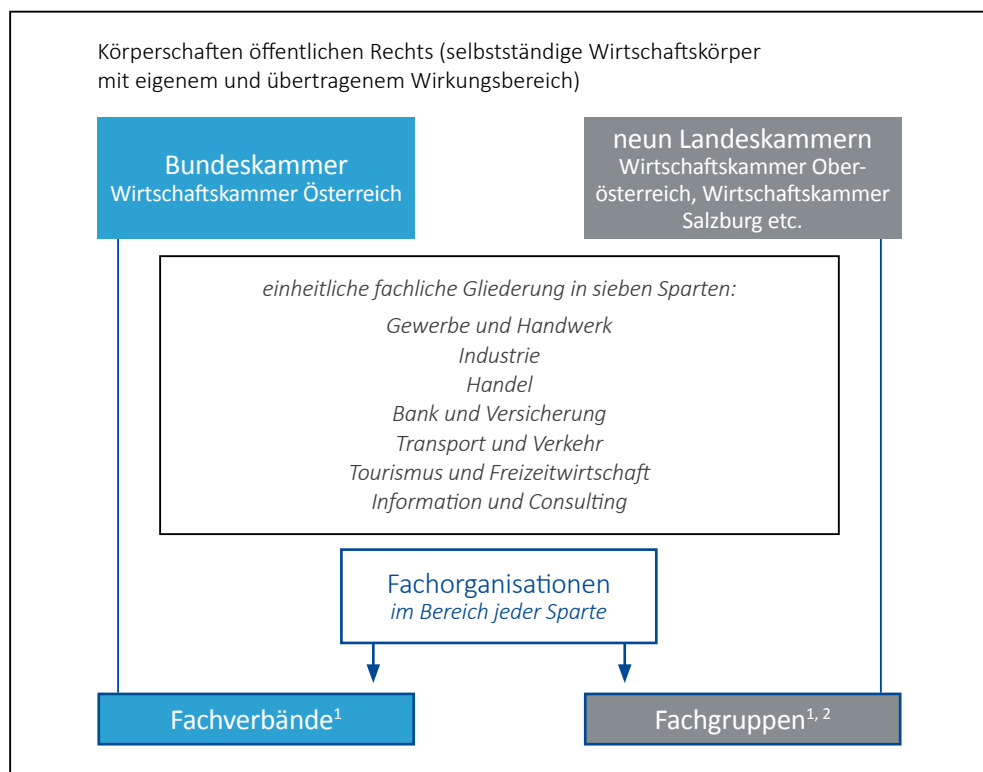 Körperschaften öffentlichen Rechts (selbstständige Wirtschaftskörper
mit eigenem und übertragenem Wirkungsbereich)
Bundeskammer
Wirtschaftskammer Österreich
neun Landeskammern
Wirtschaftskammer Ober-
österreich, Wirtschaftskammer
Salzburg etc.
einheitliche fachliche Gliederung in sieben Sparten:
Gewerbe und Handwerk
Industrie
Handel
Bank und Versicherung
Transport und Verkehr
Tourismus und Freizeitwirtschaft
Information und Consulting
Fachorganisationen
im Bereich jeder Sparte
Fachverbände¹
Fachgruppen¹, ²